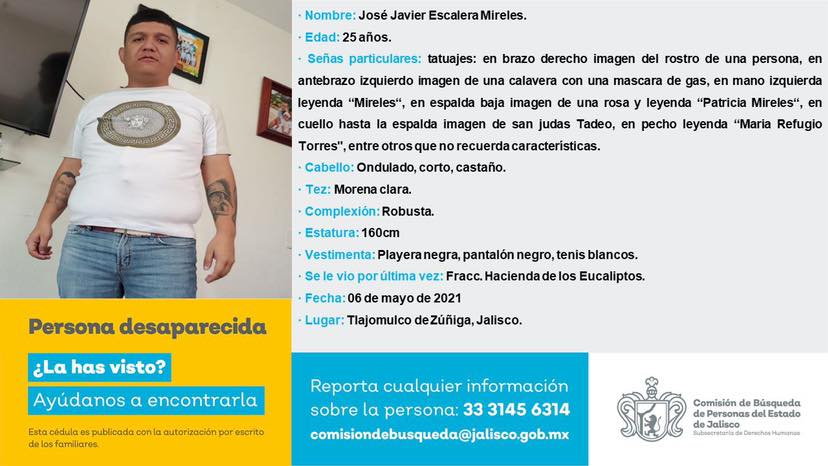 · Nombre: José Javier Escalera Mireles.
· Edad: 25 años.
· Señas particulares: tatuajes: en brazo derecho imagen del rostro de una persona, en
antebrazo izquierdo imagen de una calavera con una mascara de gas, en mano izquierda
leyenda “Mireles“, en espalda baja imagen de una rosa y leyenda “Patricia Mireles“, en
cuello hasta la espalda imagen de san judas Tadeo, en pecho leyenda “Maria Refugio
Torres", entre otros que no recuerda características.
· Cabello: Ondulado, corto, castaño.
· Tez: Morena clara.
· Complexión: Robusta.
· Estatura: 160cm
· Vestimenta: Playera negra, pantalón negro, tenis blancos.
· Se le vio por última vez: Fracc. Hacienda de los Eucaliptos.
· Fecha: 06 de mayo de 2021
· Lugar: Tlajomulco de Zúñiga, Jalisco.
Persona desaparecida
¿La has visto?
Ayúdanos a encontrarla
Esta cédula es publicada con la autorización por escrito
de los familiares.
Reporta cualquier información
sobre la persona: 33 3145 6314
comisiondebusqueda@jalisco.gob.mx
Comisión de Búsqueda
de Personas del Estado
de Jalisco
Subsecretaría de Derechos Humanos